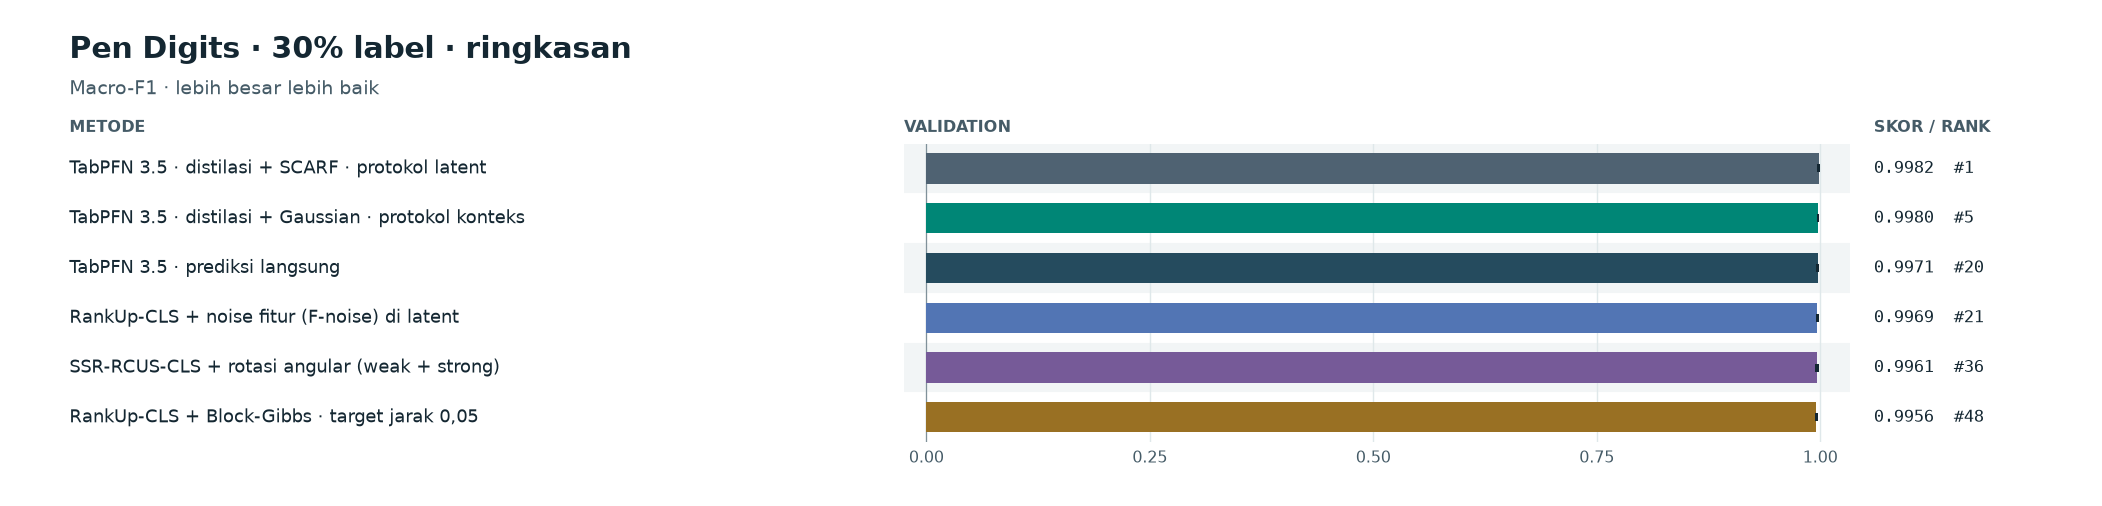 Pen Digits · 30% label · ringkasan
Macro-F1 · lebih besar lebih baik
METODE VALIDATION SKOR / RANK
TabPFN 3.5 · distilasi + SCARF · protokol latent 0.9982 #1
TabPFN 3.5 · distilasi + Gaussian · protokol konteks 0.9980 #5
TabPFN 3.5 · prediksi langsung 0.9971 #20
RankUp-CLS + noise fitur (F-noise) di latent 0.9969 #21
SSR-RCUS-CLS + rotasi angular (weak + strong) 0.9961 #36
RankUp-CLS + Block-Gibbs · target jarak 0,05 0.9956 #48
0.00 0.25 0.50 0.75 1.00